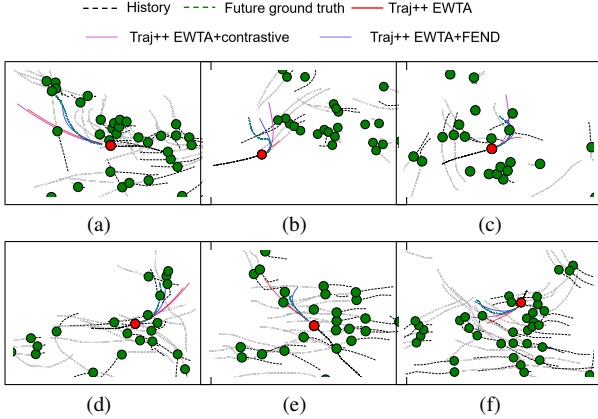 History Future ground truth Traj++ EWTA
Traj++ EWTA+contrastive Traj++ EWTA+FEND
(a) (b) (c)
(d) (e) (f)